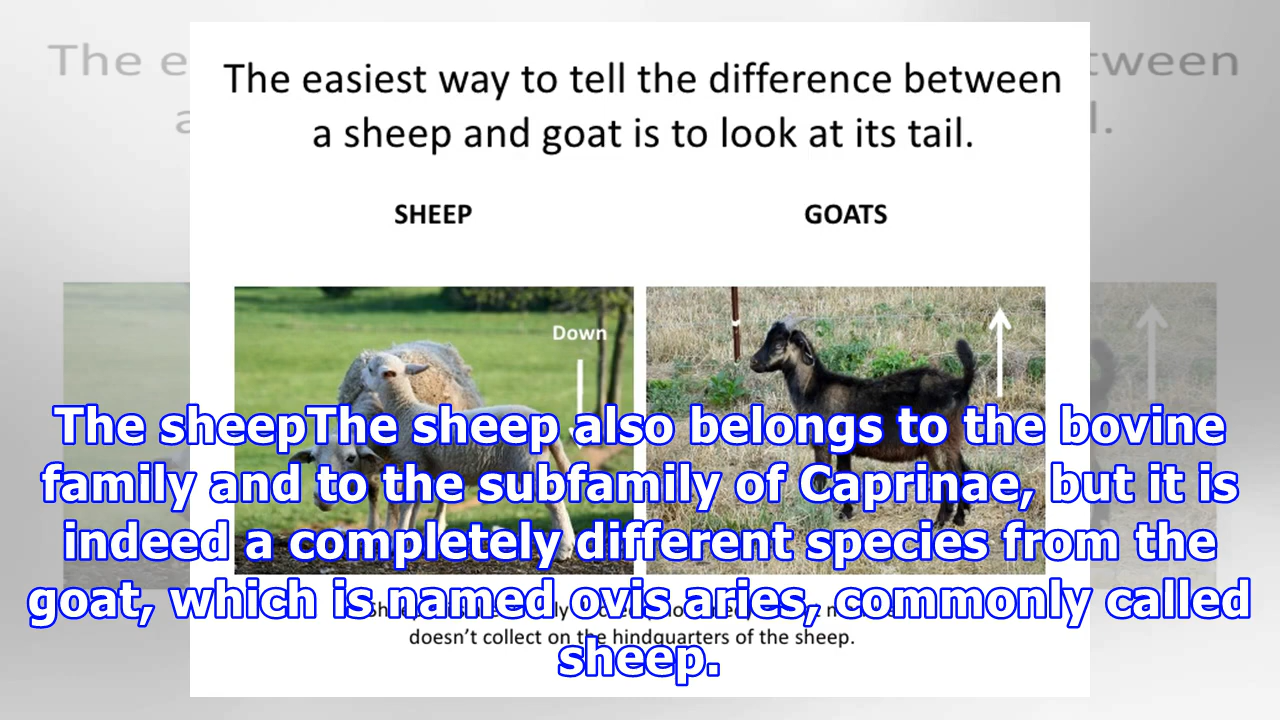 The easiest way to tell the difference between
a sheep and goat is to look at its tail.
SHEEP
GOATS
Down
The sheepThe sheep also belongs to the bovine
family and to the subfamily of Caprinae, but it is
indeed a completely different species from the
goat, which is named ovis aries, commonly called
sheep.
doesn’t collect on the hindquarters of the sheep.